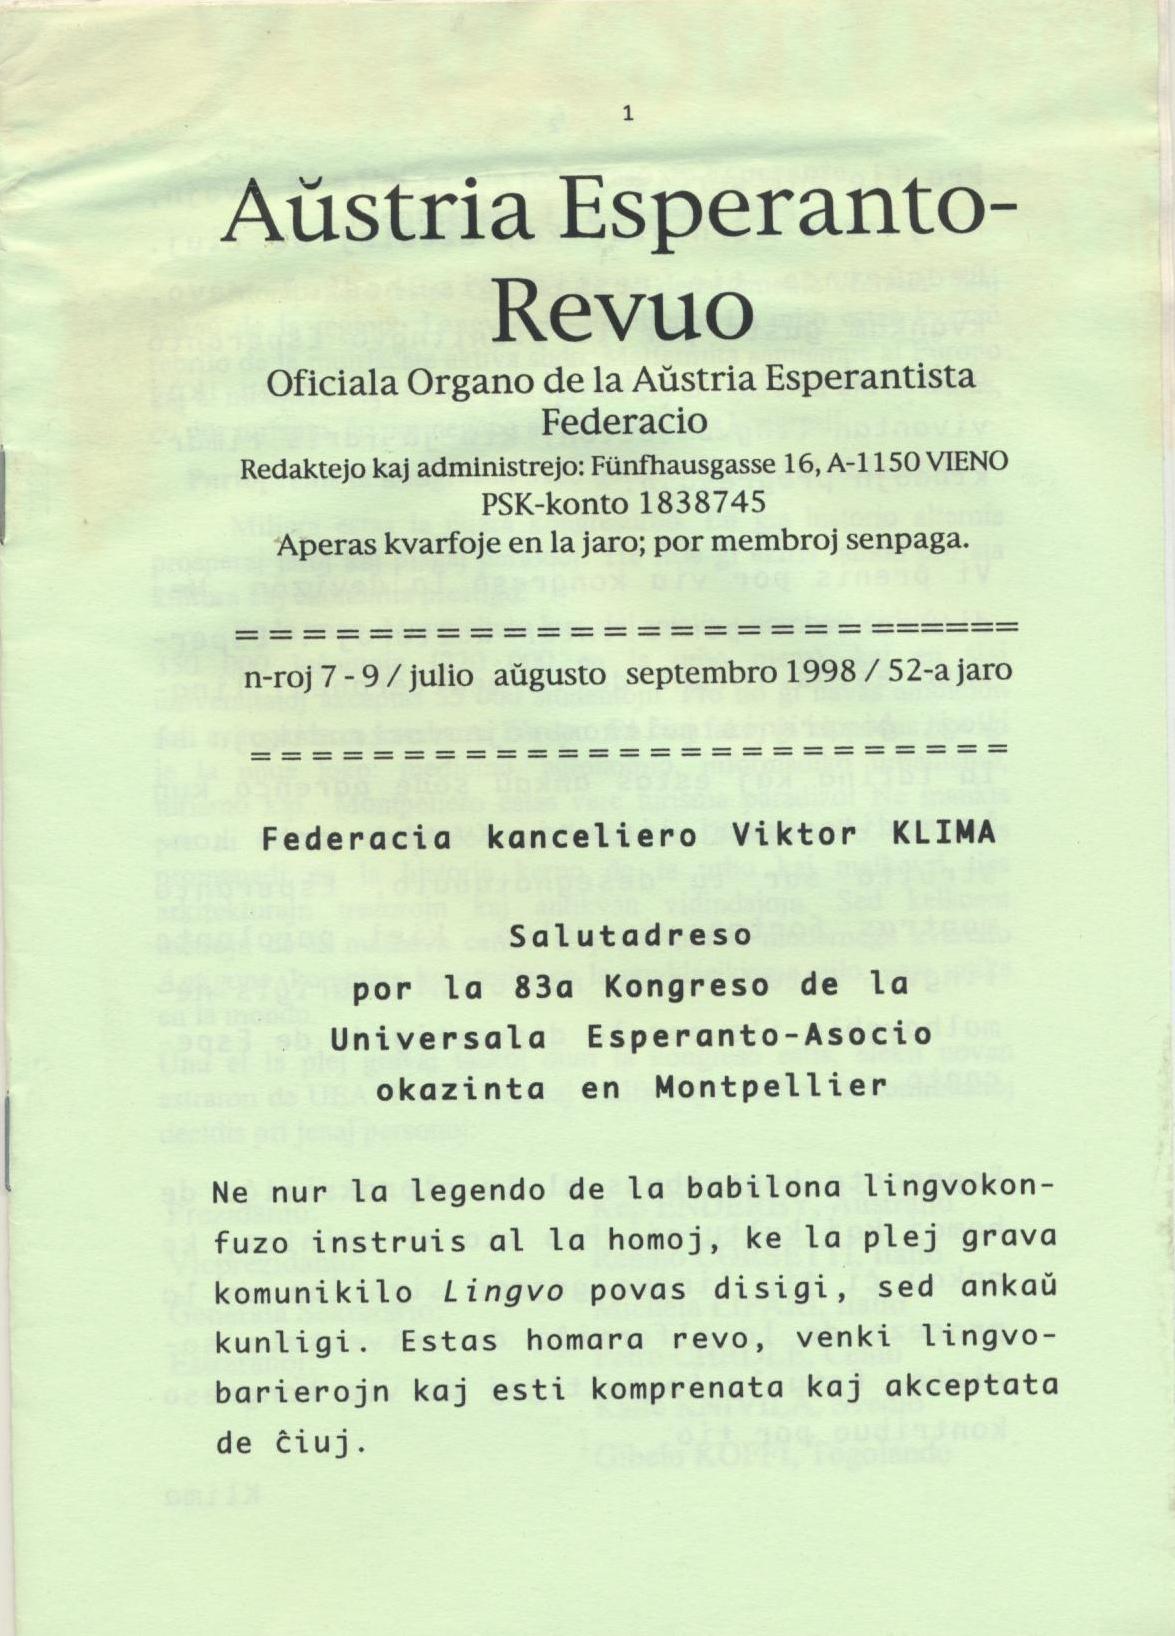 1
Aŭstria Esperanto-
Revuo
Oficiala Organo de la Aŭstria Esperantista
Federacio
Redaktejo kaj administrejo: Fünfhausgasse 16, A-1150 VIENO
PSK-konto 1838745
Aperas kvarfoje en la jaro; por membroj senpaga.
= = = = = = = = = = = = = = = = = = = ======
n-roj 7 - 9 / julio aŭgusto septembro 1998 / 52-a jaro
= = = = = = = = = = = = = = = = = = = = = = =
Federacia kanceliero Viktor KLIMA
Salutadreso
por la 83a Kongreso de la
Universala Esperanto-Asocio
okazinta en Montpellier
Ne nur la legendo de la babilona lingvokon-
fuzo instruis al la homoj, ke la plej grava
komunikilo Lingvo povas disigi, sed ankaŭ
kunligi. Estas homara revo, venki lingvo-
barierojn kaj esti komprenata kaj akceptata
de ĉiuj.